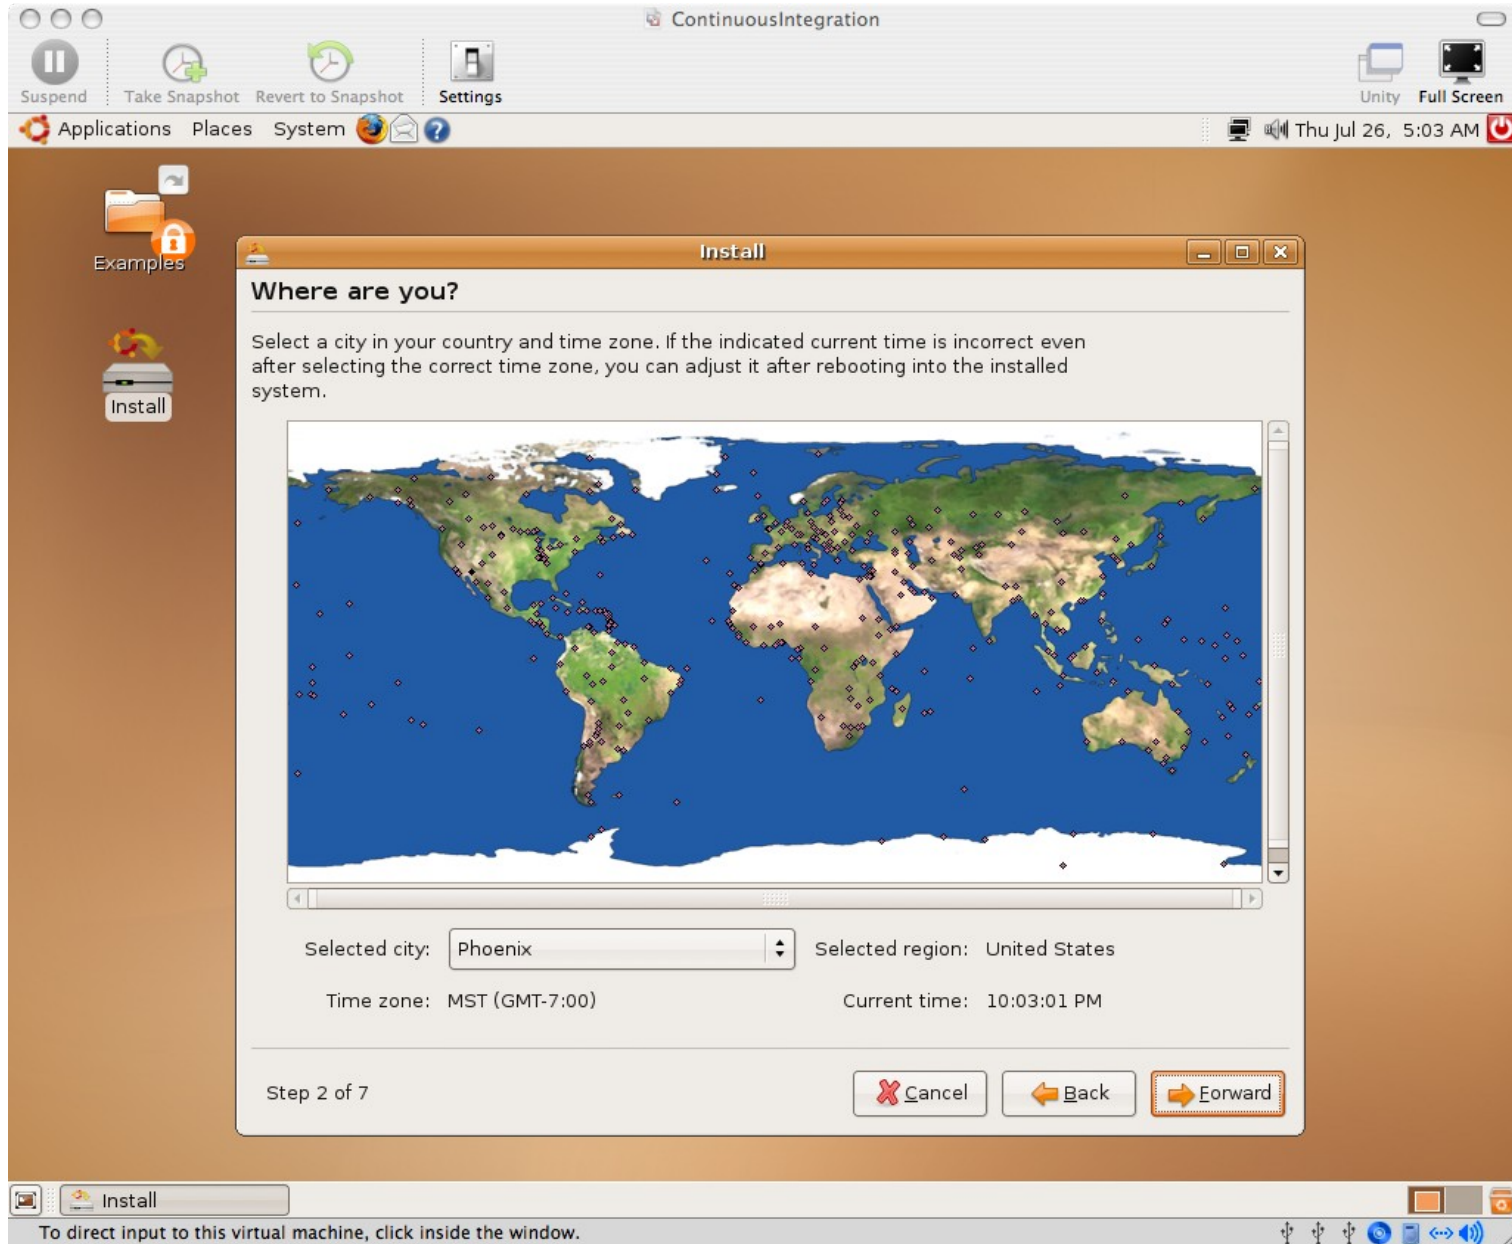 ContinuousIntegration
Suspend Take Snapshot Revert to Snapshot Settings Unity Full Screen
Applications Places System Thu Jul 26, 5:03 AM
Examples
Install
Install
Where are you?
Select a city in your country and time zone. If the indicated current time is incorrect even
after selecting the correct time zone, you can adjust it after rebooting into the installed
system.
Selected city: Phoenix Selected region: United States
Time zone: MST (GMT-7:00) Current time: 10:03:01 PM
Step 2 of 7 Cancel Back Forward
Install
To direct input to this virtual machine, click inside the window.